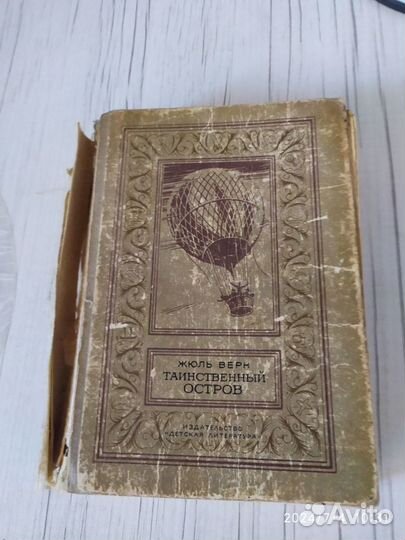 ЖЮЛЬ ВЕРН
ТАИНСТВЕННЫЙ
ОСТРОВ
ИЗДАТЕЛЬСТВО
"ДЕТСКАЯ ЛИТЕРАТУРА"
Avito